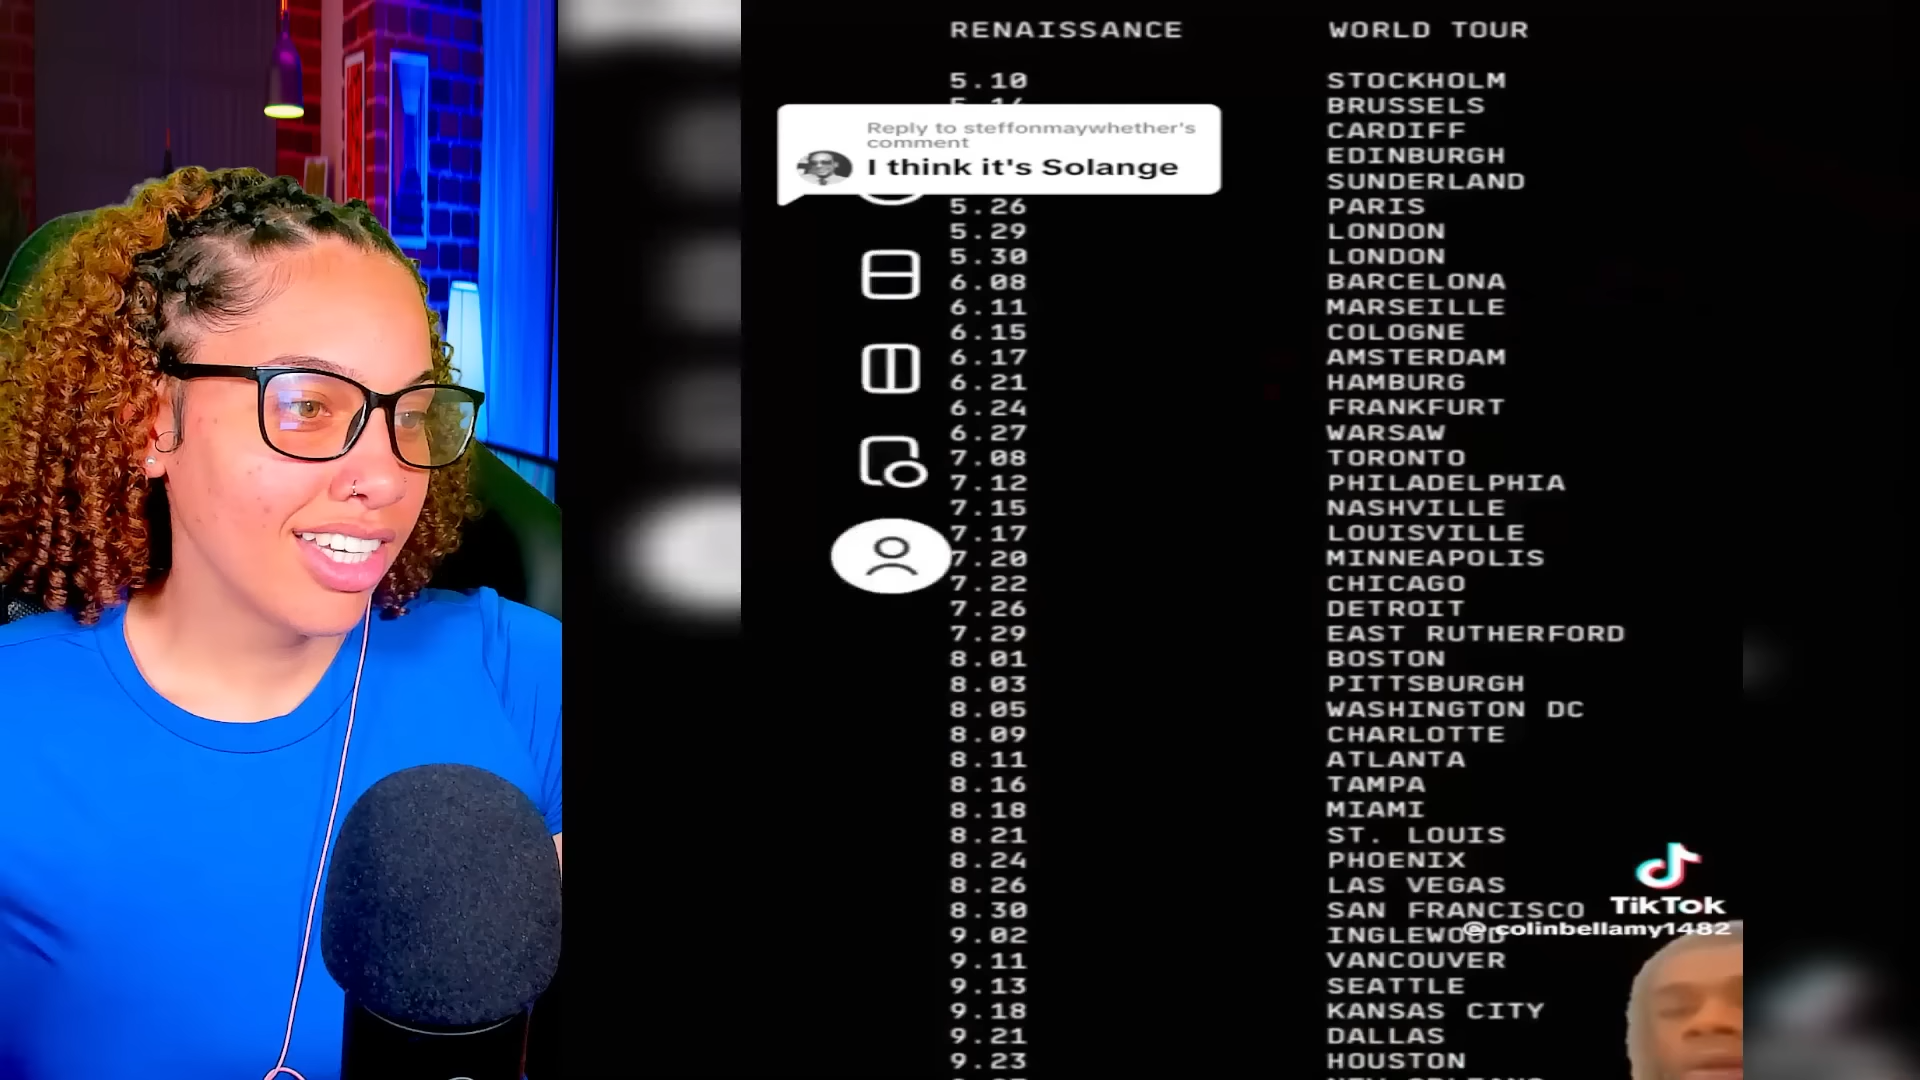 RENAISSANCE WORLD TOUR
5.10 STOCKHOLM
BRUSSELS
Reply to steffonmaywhether's
comment
I think it's Solange
CARDIFF
EDINBURGH
SUNDERLAND
5.26 PARIS
5.29 LONDON
5.30 LONDON
6.08 BARCELONA
6.11 MARSEILLE
6.15 COLOGNE
6.17 AMSTERDAM
6.21 HAMBURG
6.24 FRANKFURT
6.27 WARSAW
7.08 TORONTO
7.12 PHILADELPHIA
7.15 NASHVILLE
7.17 LOUISVILLE
7.20 MINNEAPOLIS
7.22 CHICAGO
7.26 DETROIT
7.29 EAST RUTHERFORD
8.01 BOSTON
8.03 PITTSBURGH
8.05 WASHINGTON DC
8.09 CHARLOTTE
8.11 ATLANTA
8.16 TAMPA
8.18 MIAMI
8.21 ST. LOUIS
8.24 PHOENIX
8.26 LAS VEGAS
8.30 SAN FRANCISCO
9.02 INGLEWOOD
9.11 VANCOUVER
9.13 SEATTLE
9.18 KANSAS CITY
9.21 DALLAS
9.23 HOUSTON
TikTok
@colinbellamy1482